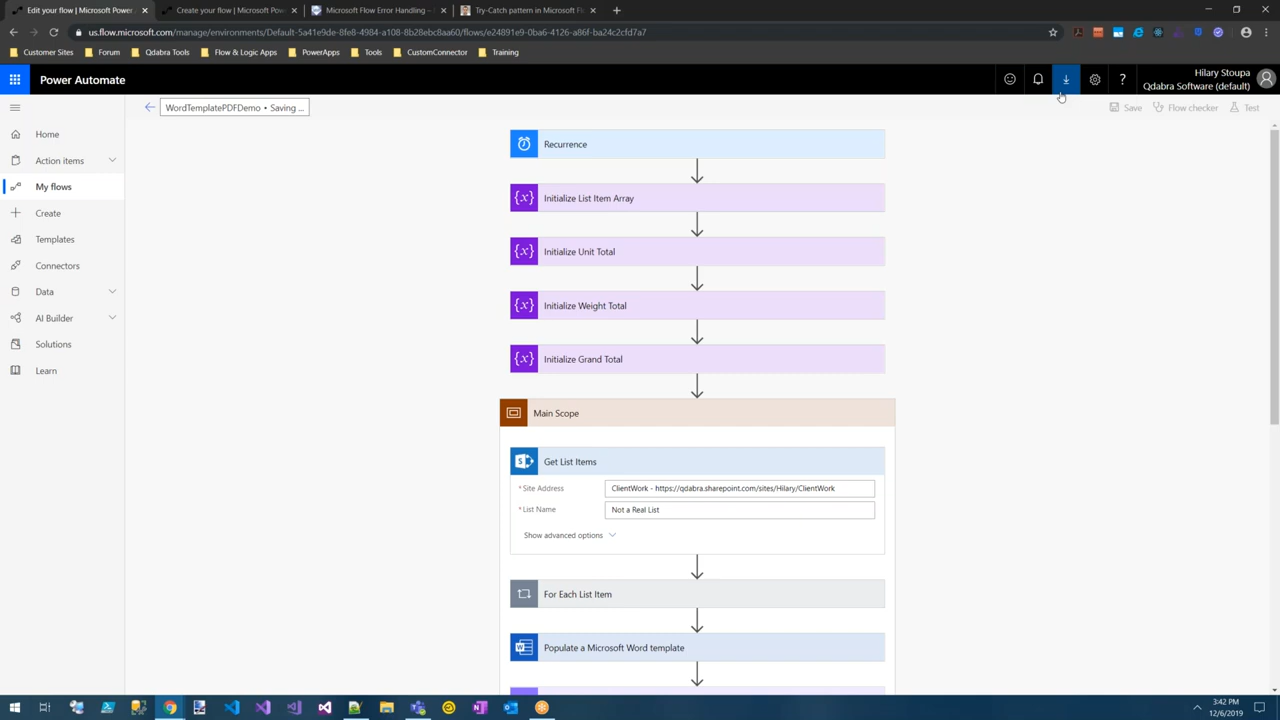 Edit your flow | Microsoft Power A
Create your flow | Microsoft Pow
Microsoft Flow Error Handling –
Try-Catch pattern in Microsoft Fl
us.flow.microsoft.com/manage/environments/Default-5a41e9de-8fe8-4984-a108-8b28ebc8aa60/flows/e24891e9-0ba6-4126-a86f-ba24c2cfd7a7
Customer Sites
Forum
Qdabra Tools
Flow & Logic Apps
PowerApps
Tools
CustomConnector
Training
Power Automate
?
Hilary Stoupa
Qdabra Software (default)
WordTemplatePDFDemo • Saving ...
Save
Flow checker
Test
Home
Action items
My flows
Create
Templates
Connectors
Data
AI Builder
Solutions
Learn
Recurrence
{x} Initialize List Item Array
{x} Initialize Unit Total
{x} Initialize Weight Total
{x} Initialize Grand Total
Main Scope
Get List Items
* Site Address
ClientWork - https://qdabra.sharepoint.com/sites/Hilary/ClientWork
* List Name
Not a Real List
Show advanced options
For Each List Item
Populate a Microsoft Word template
3:42 PM
12/6/2019